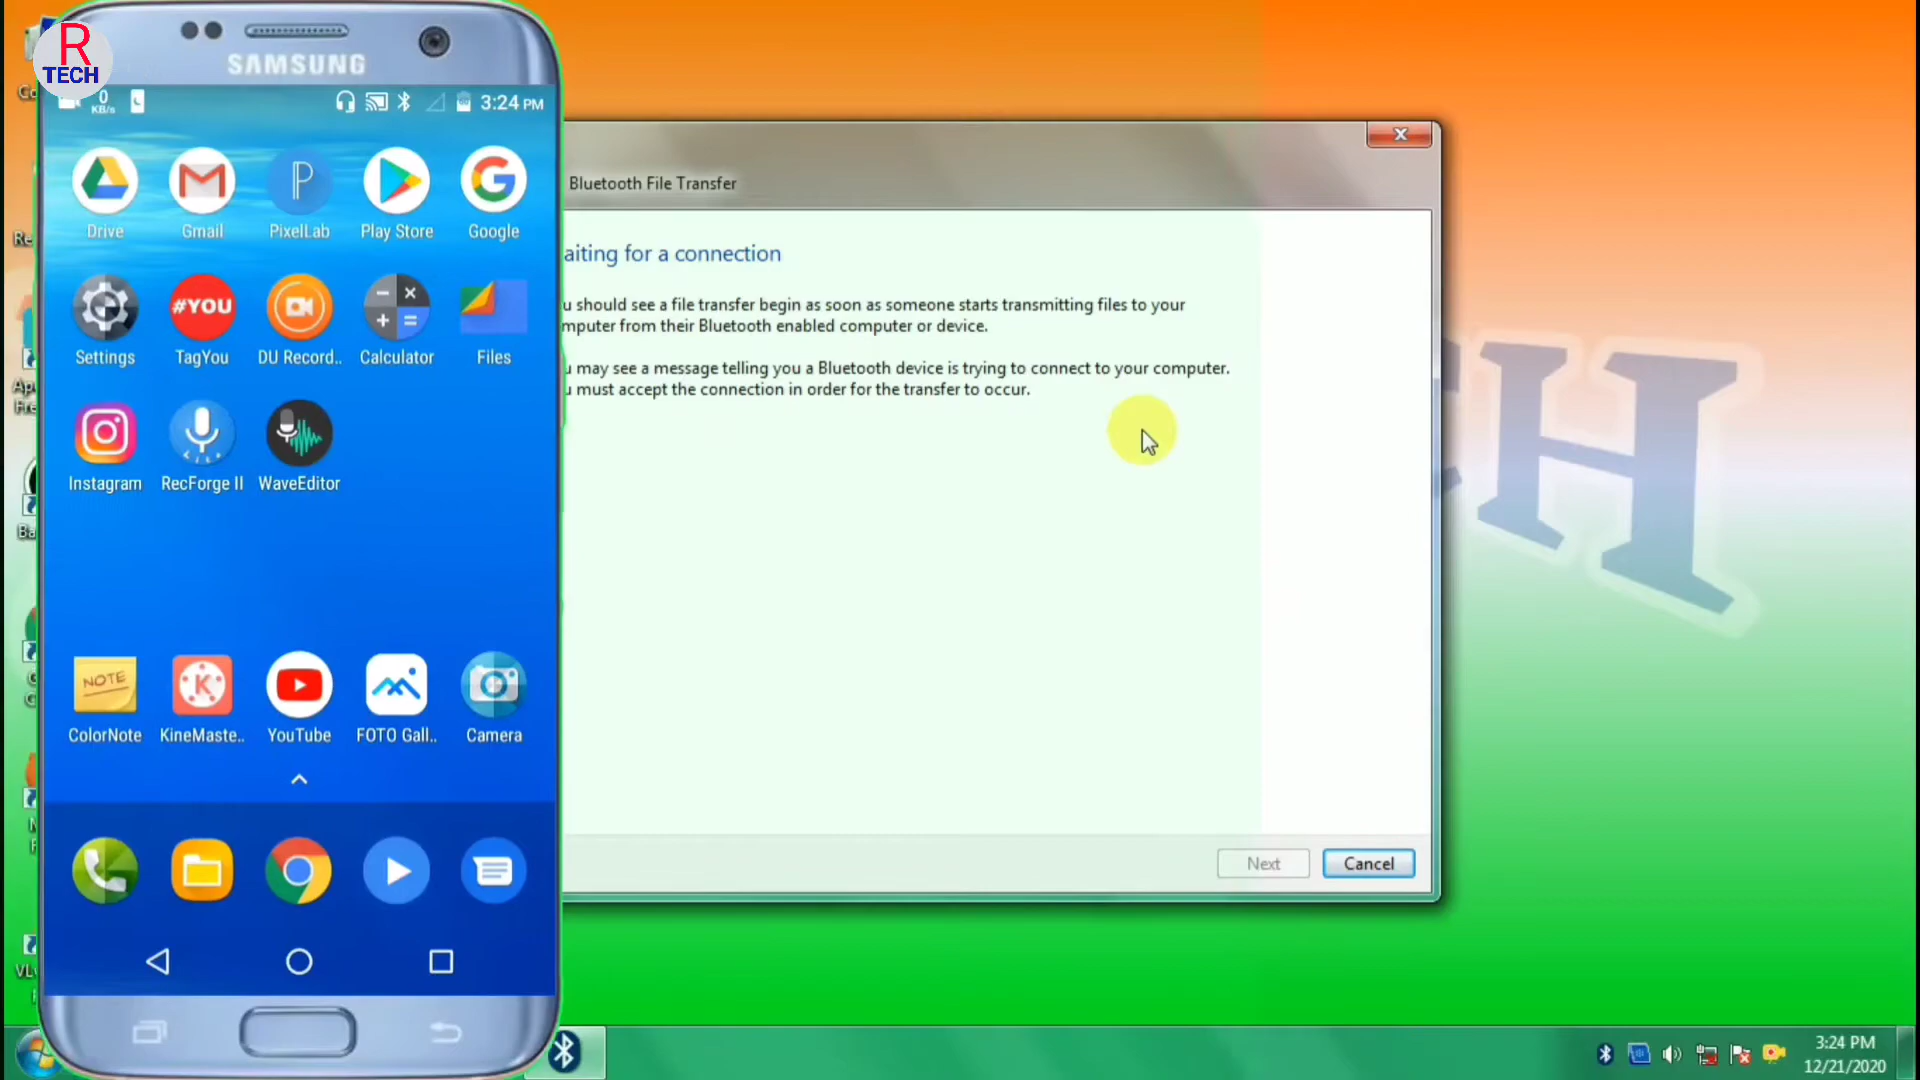 R
TECH
SAMSUNG
0
KB/s
3:24 PM
Drive
Gmail
PixelLab
Play Store
Google
Settings
#YOU
TagYou
DU Record..
Calculator
Files
Instagram
RecForge II
WaveEditor
NOTE
ColorNote
KineMaste..
YouTube
FOTO Gall..
Camera
Bluetooth File Transfer
aiting for a connection
u should see a file transfer begin as soon as someone starts transmitting files to your
mputer from their Bluetooth enabled computer or device.
u may see a message telling you a Bluetooth device is trying to connect to your computer.
u must accept the connection in order for the transfer to occur.
Next
Cancel
H
3:24 PM
12/21/2020